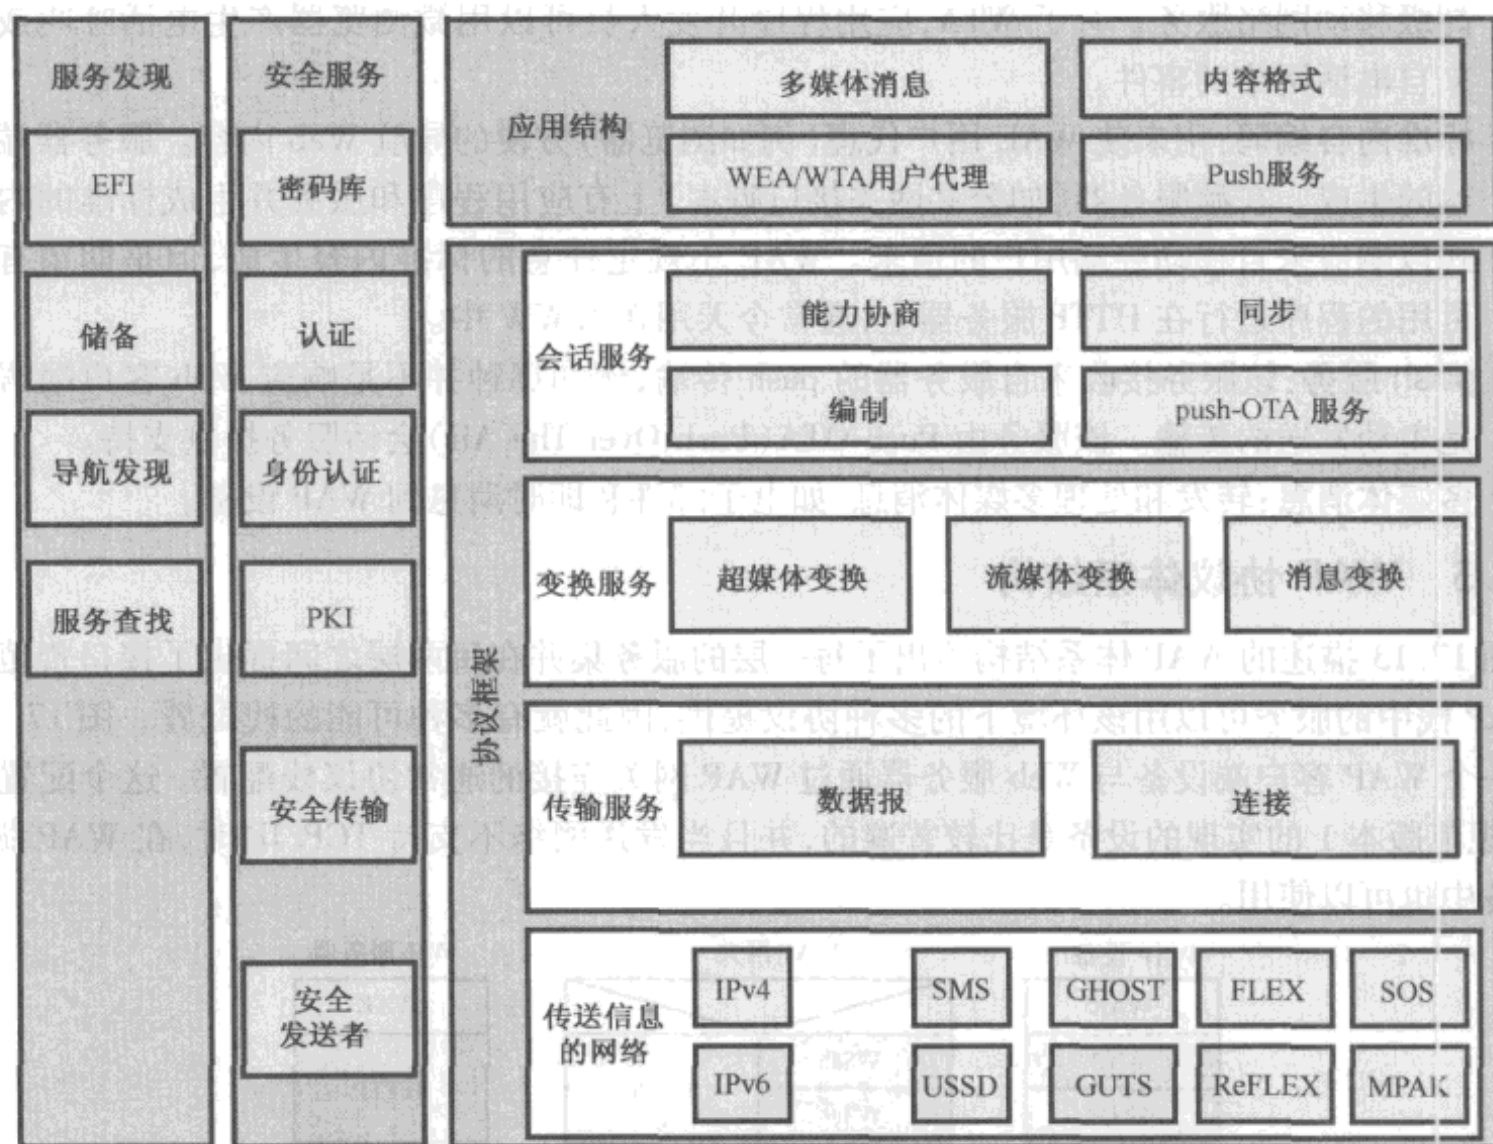 服务发现
EFI
储备
导航发现
服务查找
安全服务
密码库
认证
身份认证
PKI
安全传输
安全
发送者
应用结构
多媒体消息
内容格式
WEA/WTA用户代理
Push服务
协议框架
会话服务
能力协商
同步
编制
push-OTA 服务
变换服务
超媒体变换
流媒体变换
消息变换
传输服务
数据报
连接
传送信息
的网络
IPv4
SMS
GHOST
FLEX
SOS
IPv6
USSD
GUTS
ReFLEX
MPAK